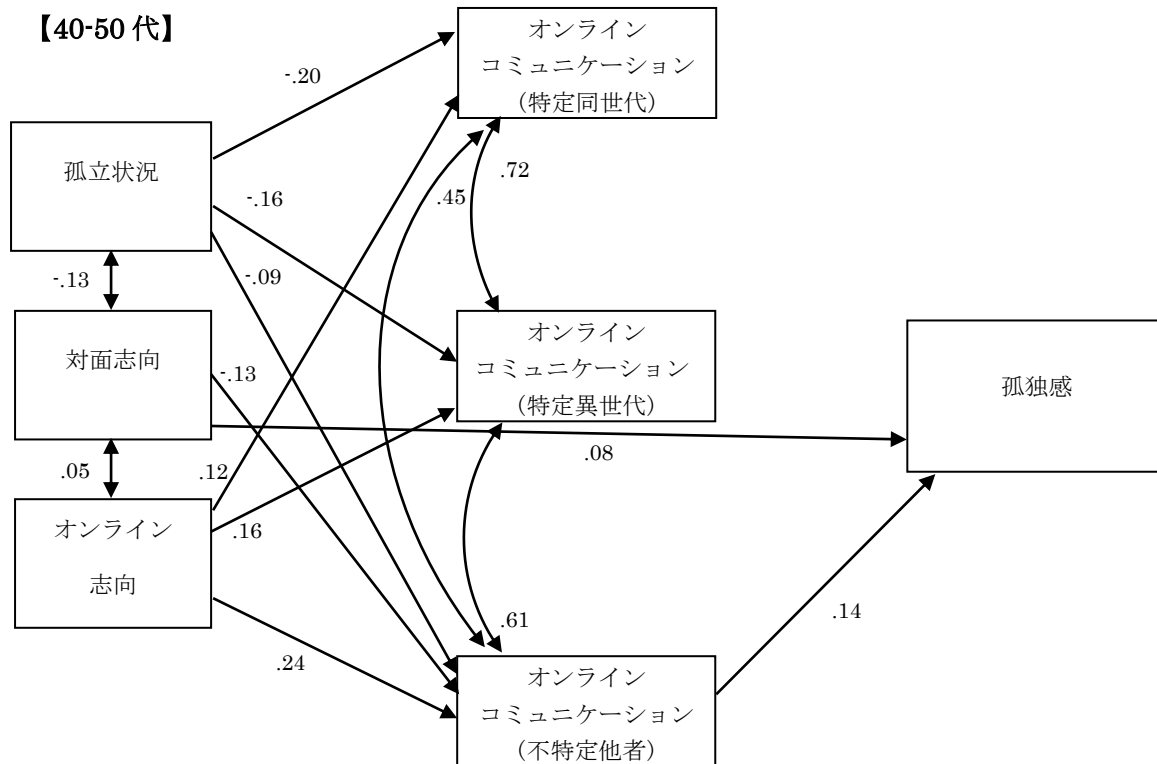 【40-50代】
オンライン
コミュニケーション
（特定同世代）
-.20
孤立状況
.72
.45
-.16
-.09
-.13
オンライン
コミュニケーション
（特定異世代）
対面志向
-.13
孤独感
.08
.05
.12
オンライン
志向
.16
.61
.14
.24
オンライン
コミュニケーション
（不特定他者）